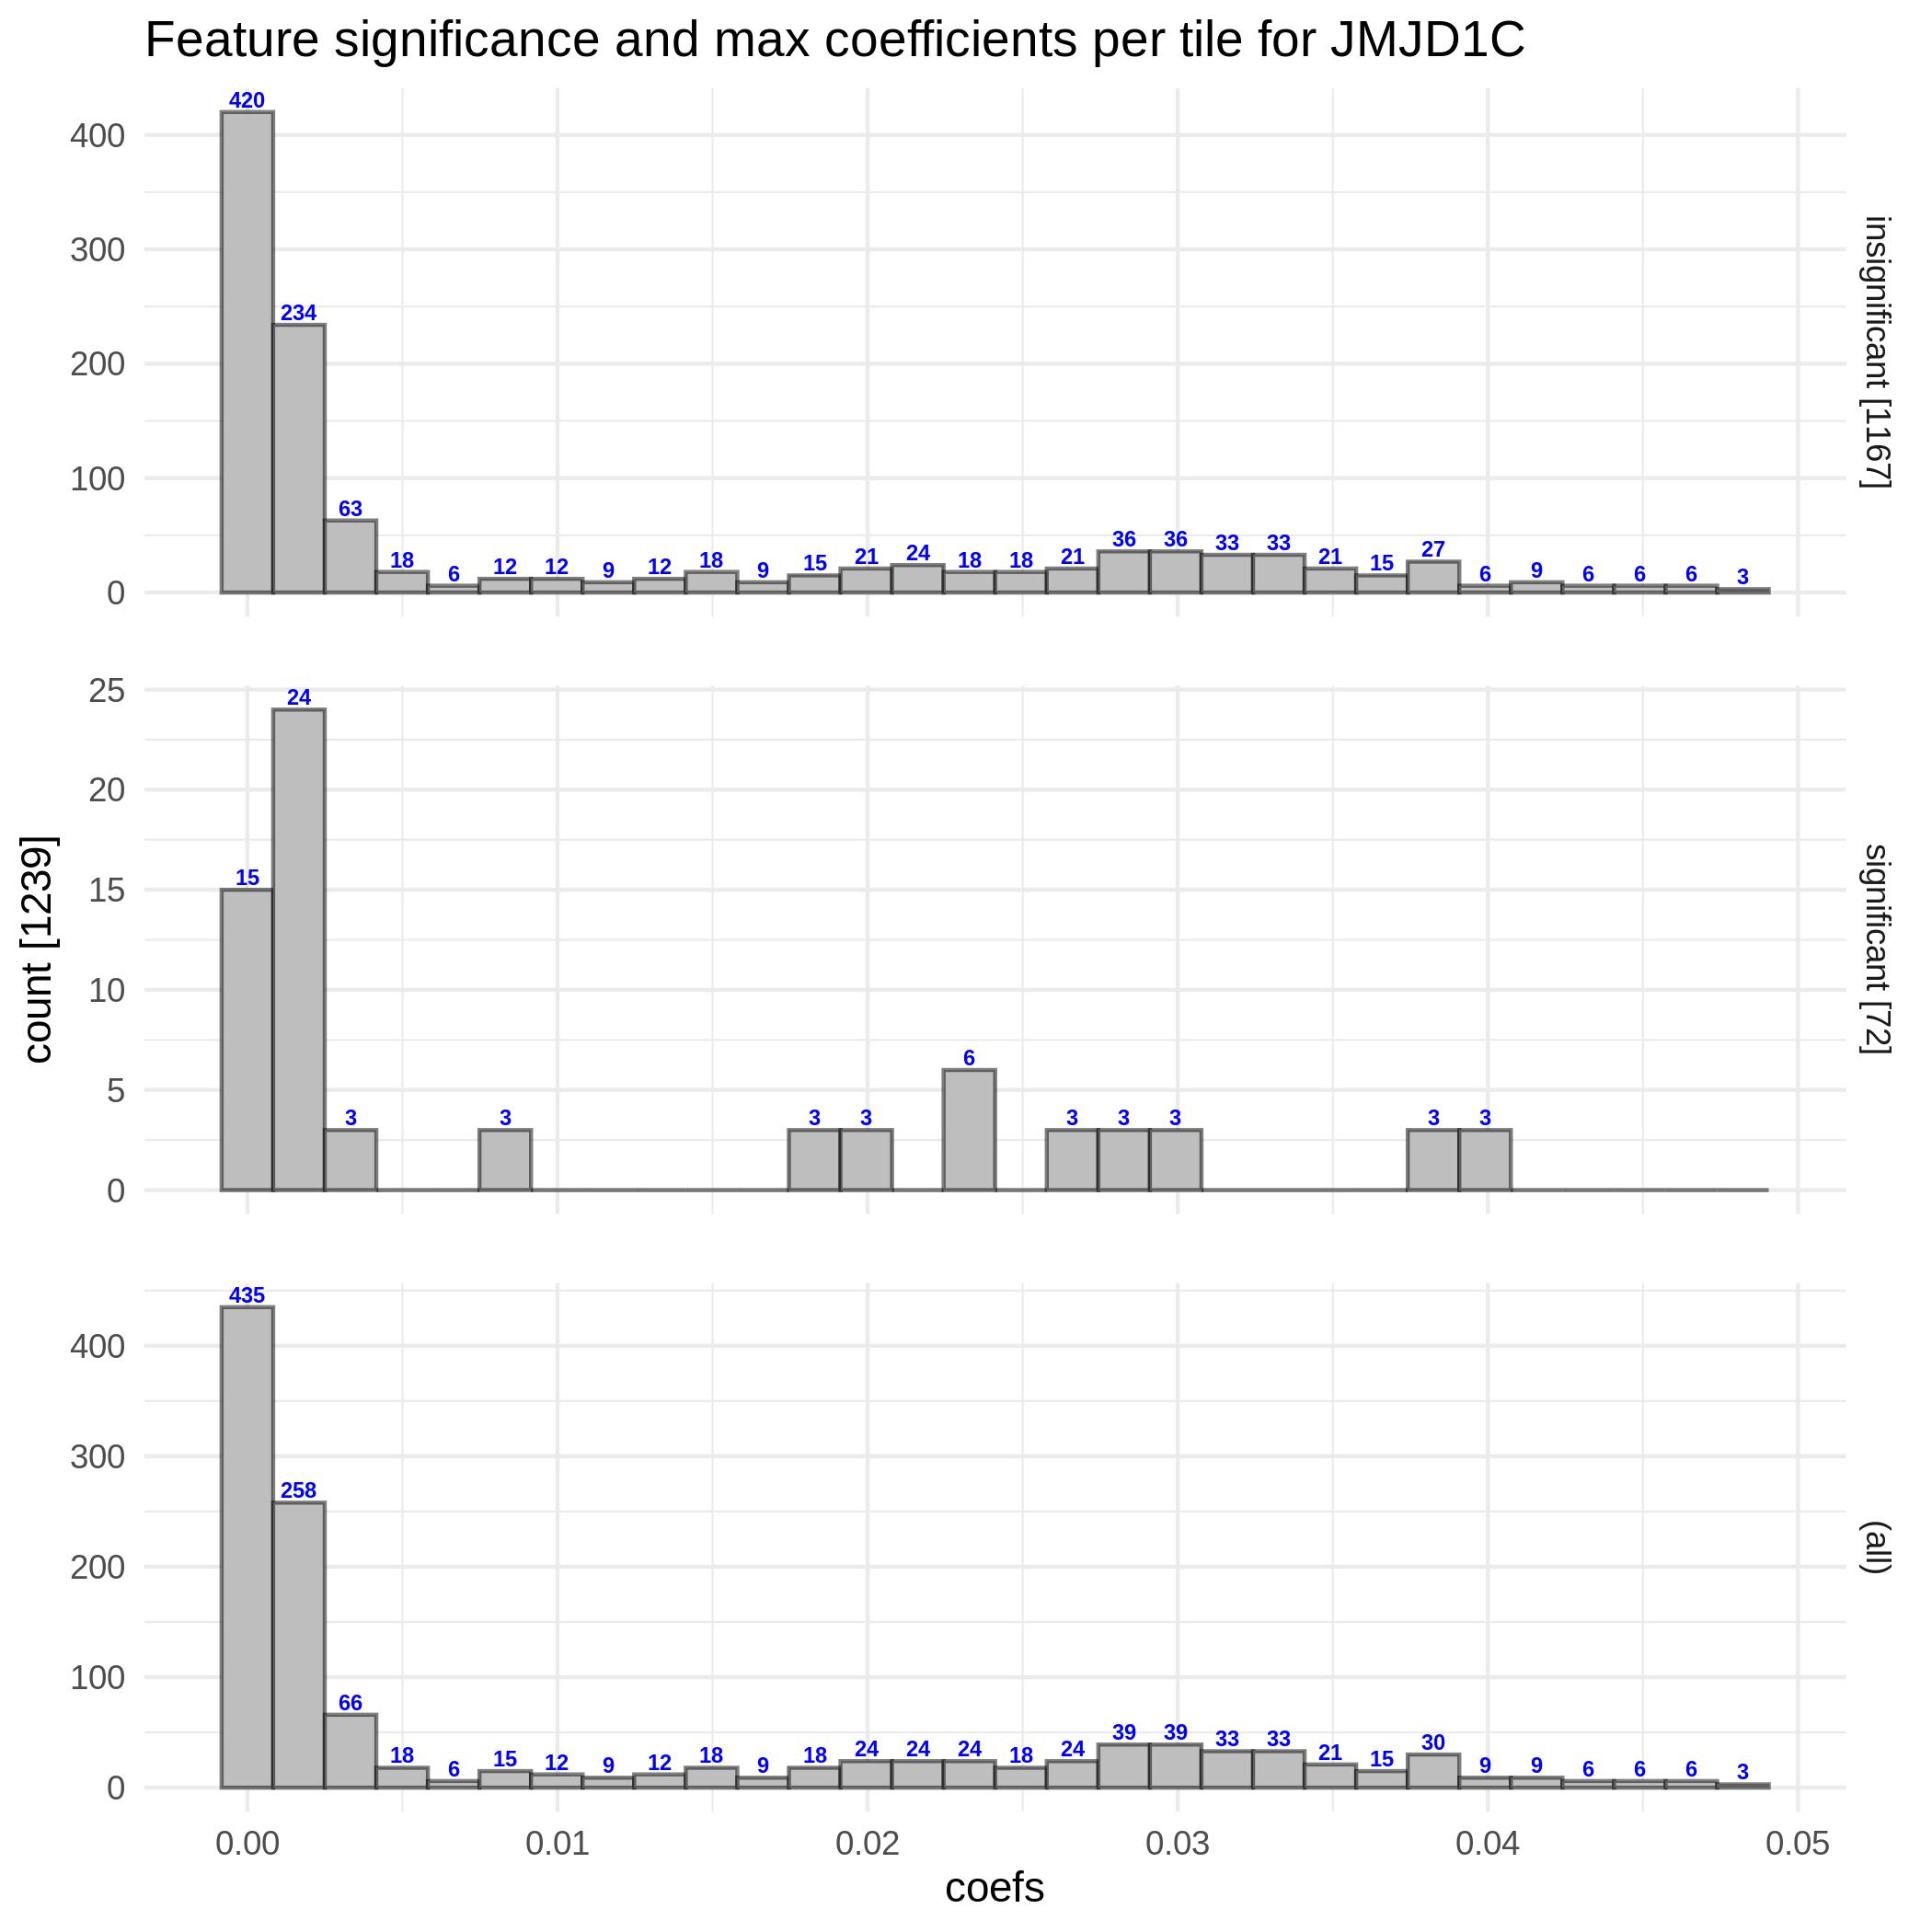 Feature significance and max coefficients per tile for JMJD1C
420
400
300
234
200
100
63
18 6 12 12 9 12 18 9 15 21 24 18 18 21 36 36 33 33 21 15 27 6 9 6 6 6 3
0
insignificant [1167]
25
24
20
15
15
10
6
5
3 3 3 3 3 3 3 3 3
0
significant [72]
count [1239]
435
400
300
258
200
100
66
18 6 15 12 9 12 18 9 18 24 24 24 18 24 39 39 33 33 21 15 30 9 9 6 6 6 3
0
(all)
0.00 0.01 0.02 0.03 0.04 0.05
coefs